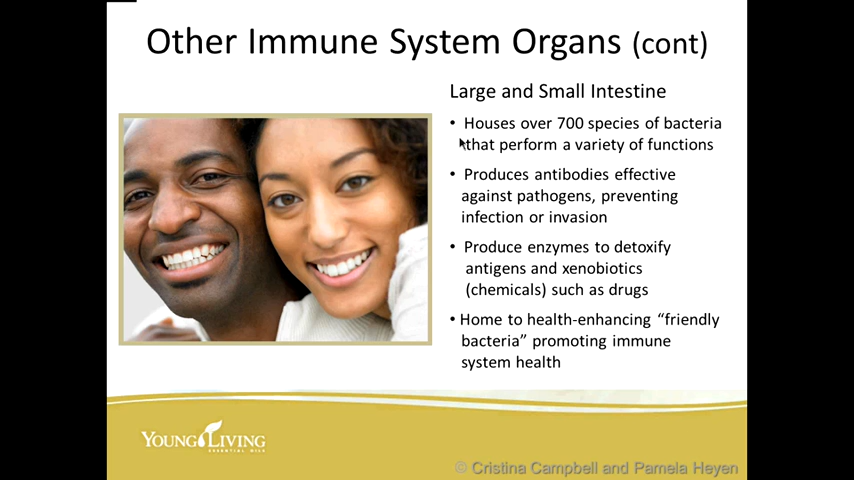 Other Immune System Organs (cont)
Large and Small Intestine
• Houses over 700 species of bacteria
that perform a variety of functions
• Produces antibodies effective
against pathogens, preventing
infection or invasion
• Produce enzymes to detoxify
antigens and xenobiotics
(chemicals) such as drugs
• Home to health-enhancing “friendly
bacteria” promoting immune
system health
YOUNG LIVING
ESSENTIAL OILS
© Cristina Campbell and Pamela Heyen